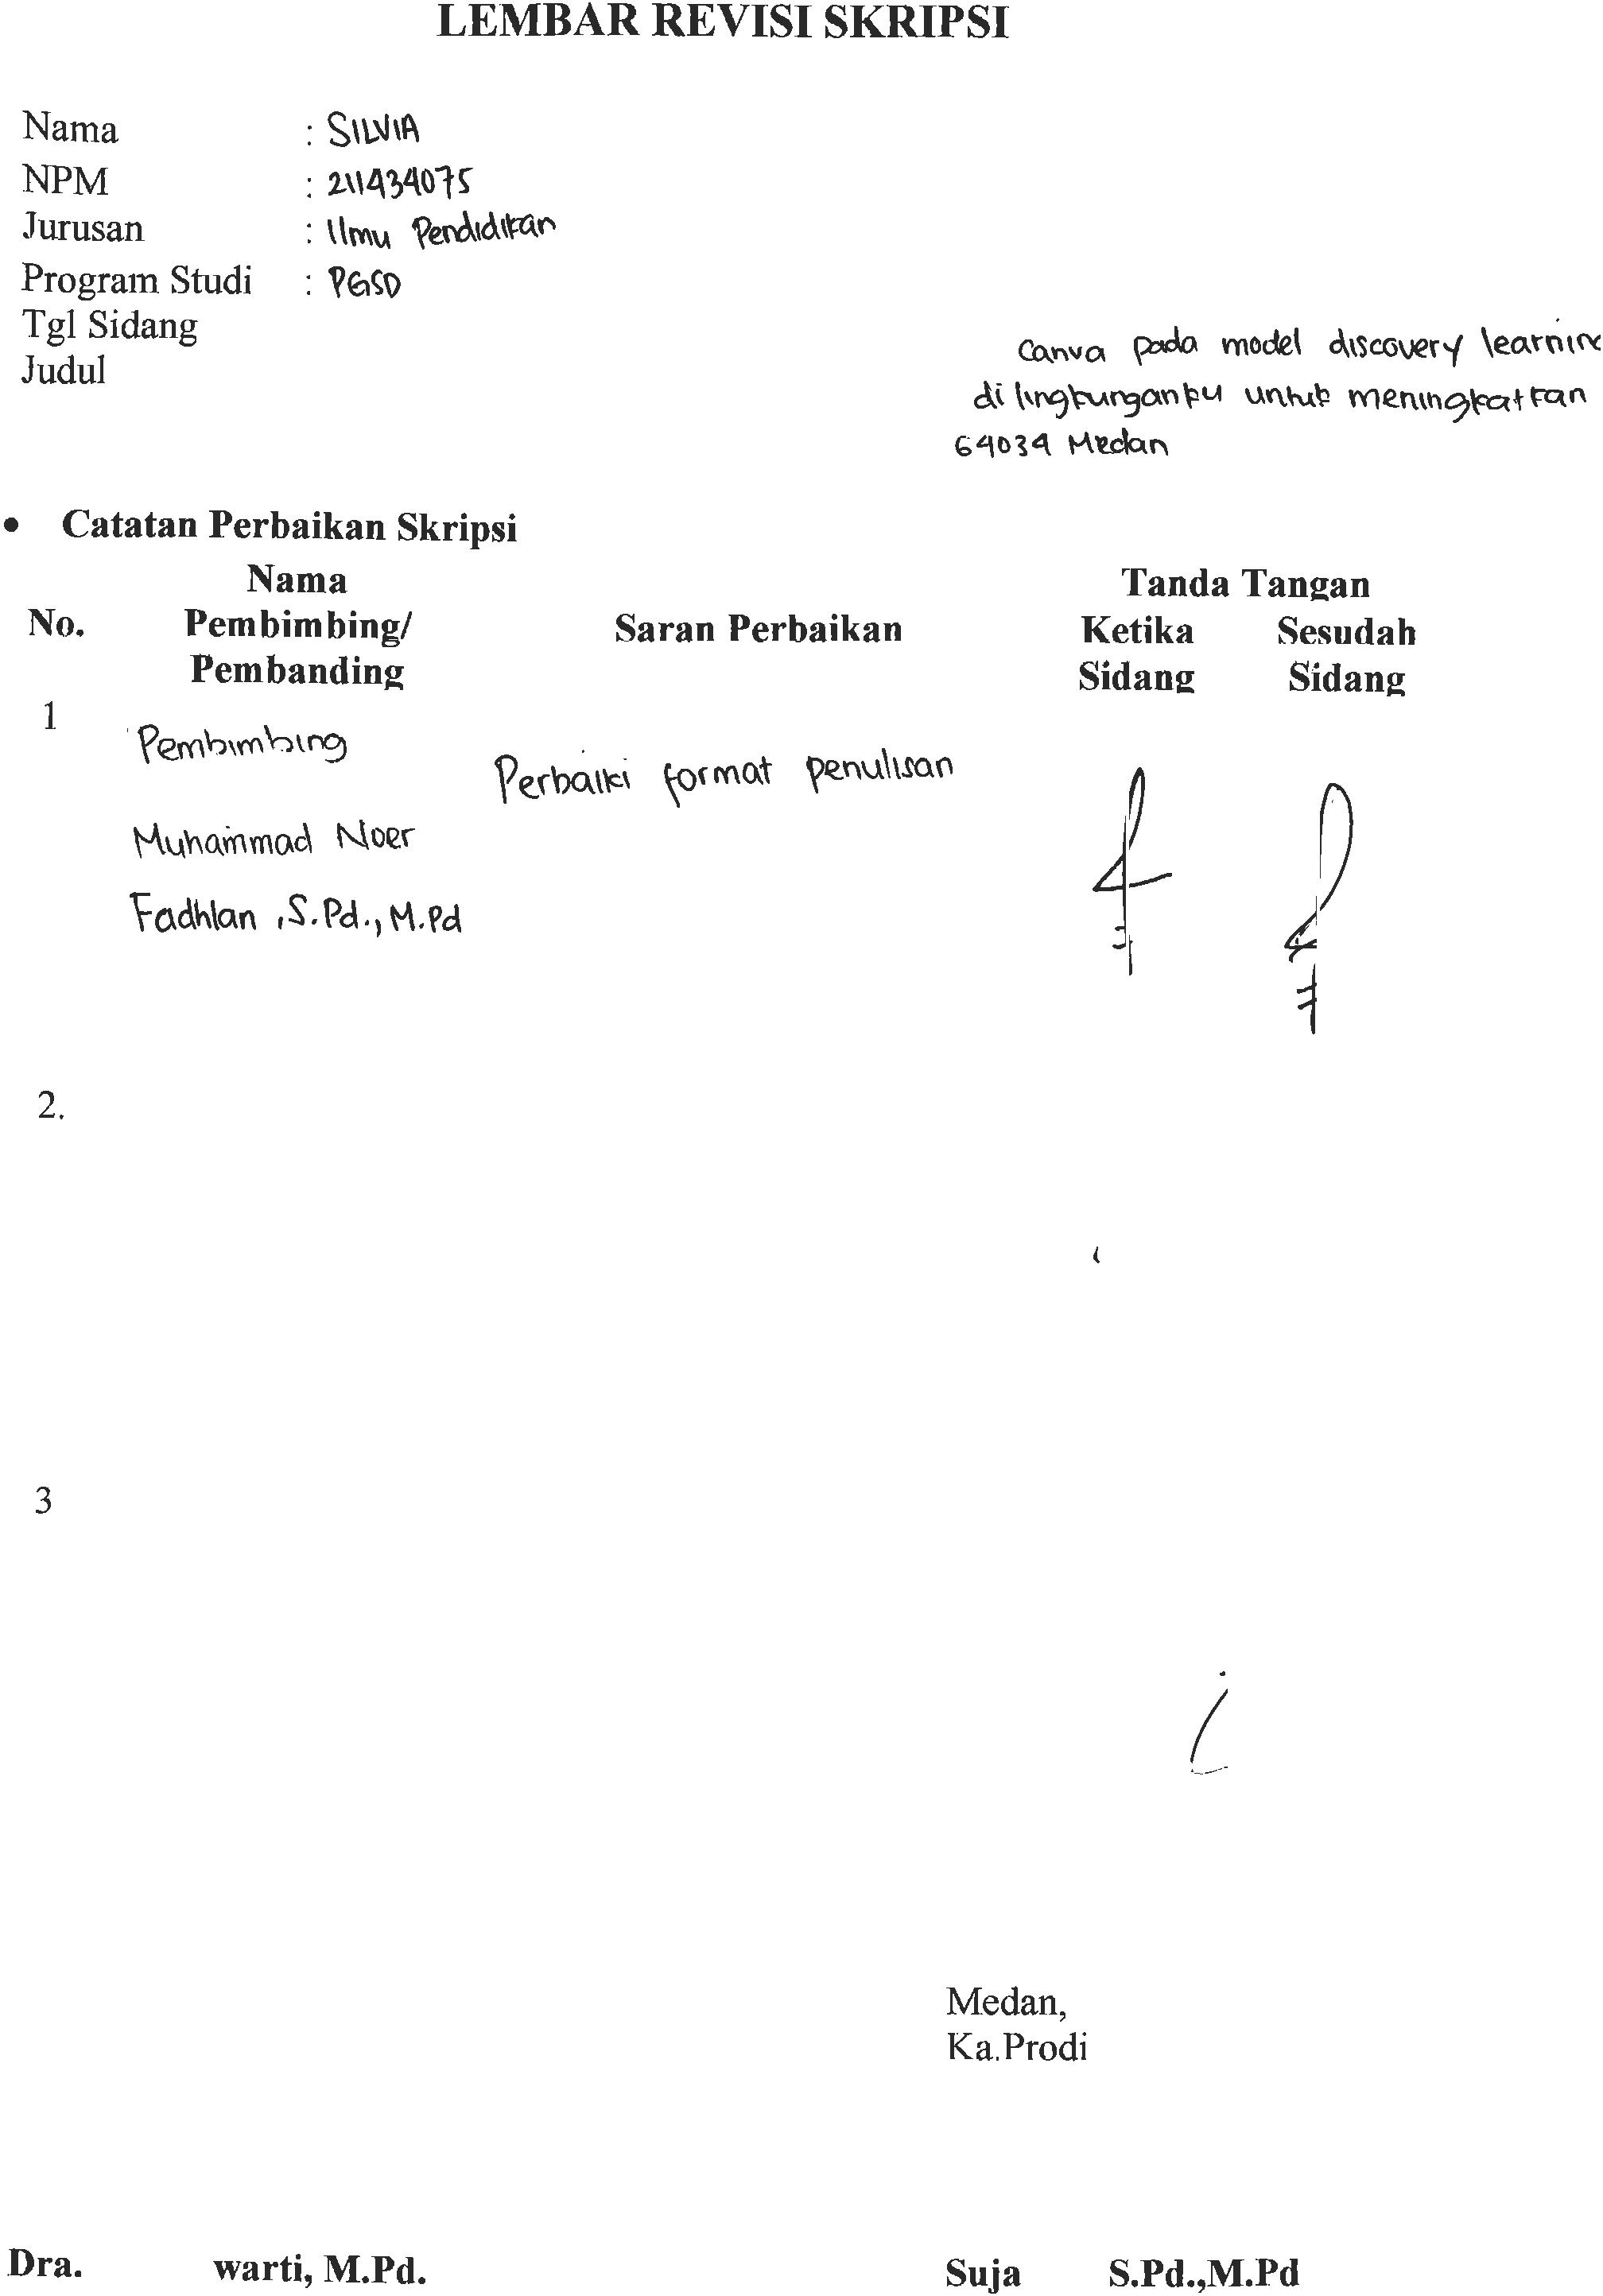 LEMBAR REVISI SKRIPSI
Nama : SILVIA
NPM : 211434075
Jurusan : Ilmu Pendidikan
Program Studi : PGSD
Tgl Sidang
Judul
Canva pada model discovery learning
di lingkunganku untuk meningkatkan
64034 Medan
• Catatan Perbaikan Skripsi
No. Nama Pembimbing/ Pembanding Saran Perbaikan Tanda Tangan
Ketika Sidang Sesudah Sidang
1 Pembimbing
Perbaiki format penulisan
Muhammad Noer
Fadhlan, S.Pd., M.Pd
2.
3
Medan,
Ka.Prodi
Dra. warti, M.Pd. Suja S.Pd.,M.Pd